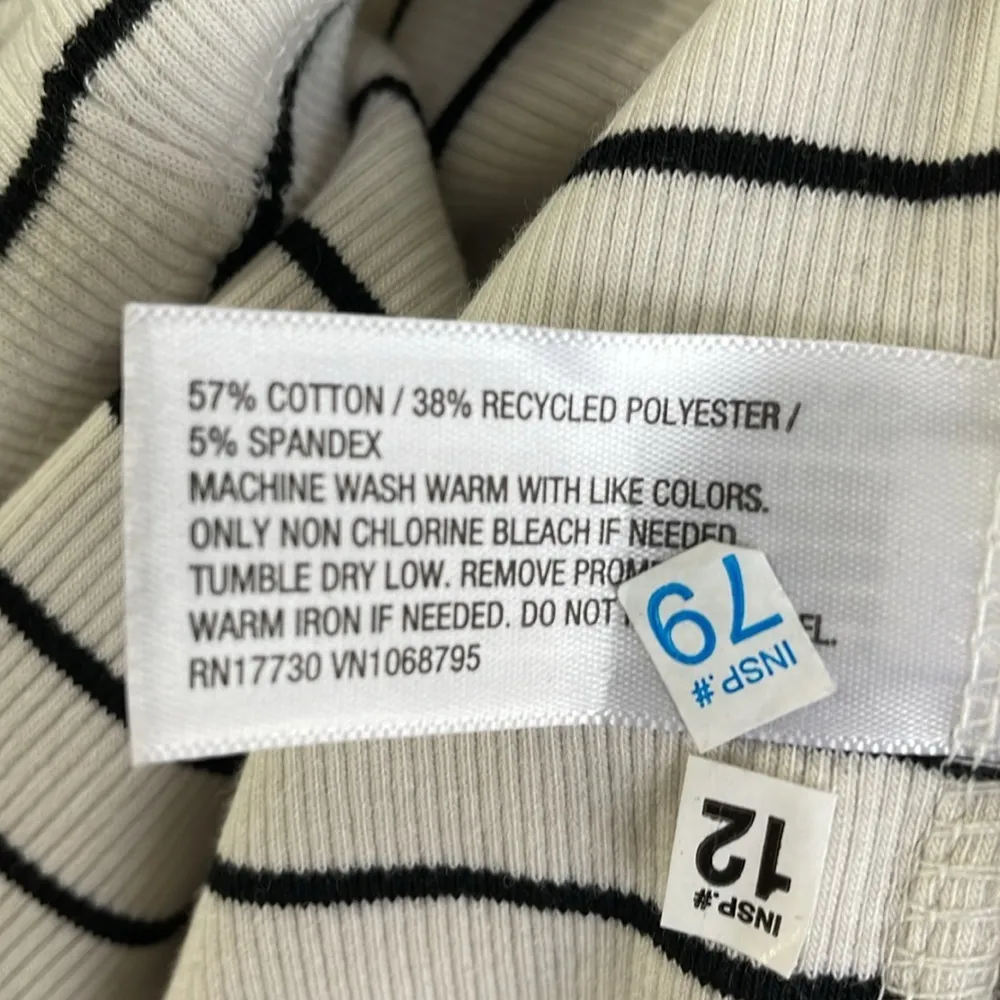 57% COTTON / 38% RECYCLED POLYESTER /
5% SPANDEX
MACHINE WASH WARM WITH LIKE COLORS.
ONLY NON CHLORINE BLEACH IF NEEDED
TUMBLE DRY LOW. REMOVE
WARM IRON IF NEEDED. DO NOT
RN17730 VN1068795
INSP.#
79
INSP.#
12